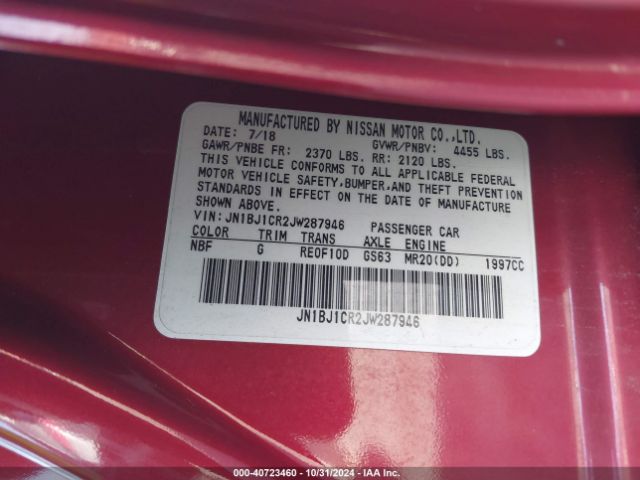 MANUFACTURED BY NISSAN MOTOR CO.,LTD.
DATE: 7/18 GVWR/PNBV: 4455 LBS.
GAWR/PNBE FR: 2370 LBS. RR: 2120 LBS.
THIS VEHICLE CONFORMS TO ALL APPLICABLE FEDERAL
MOTOR VEHICLE SAFETY,BUMPER,AND THEFT PREVENTION
STANDARDS IN EFFECT ON THE DATE OF MANUFACTURE
SHOWN ABOVE.
VIN: JN1BJ1CR2JW287946 PASSENGER CAR
COLOR TRIM TRANS AXLE ENGINE
NBF G RE0F10D GS63 MR20(DD) 1997CC
JN1BJ1CR2JW287946
000-40723460 - 10/31/2024 - IAA Inc.